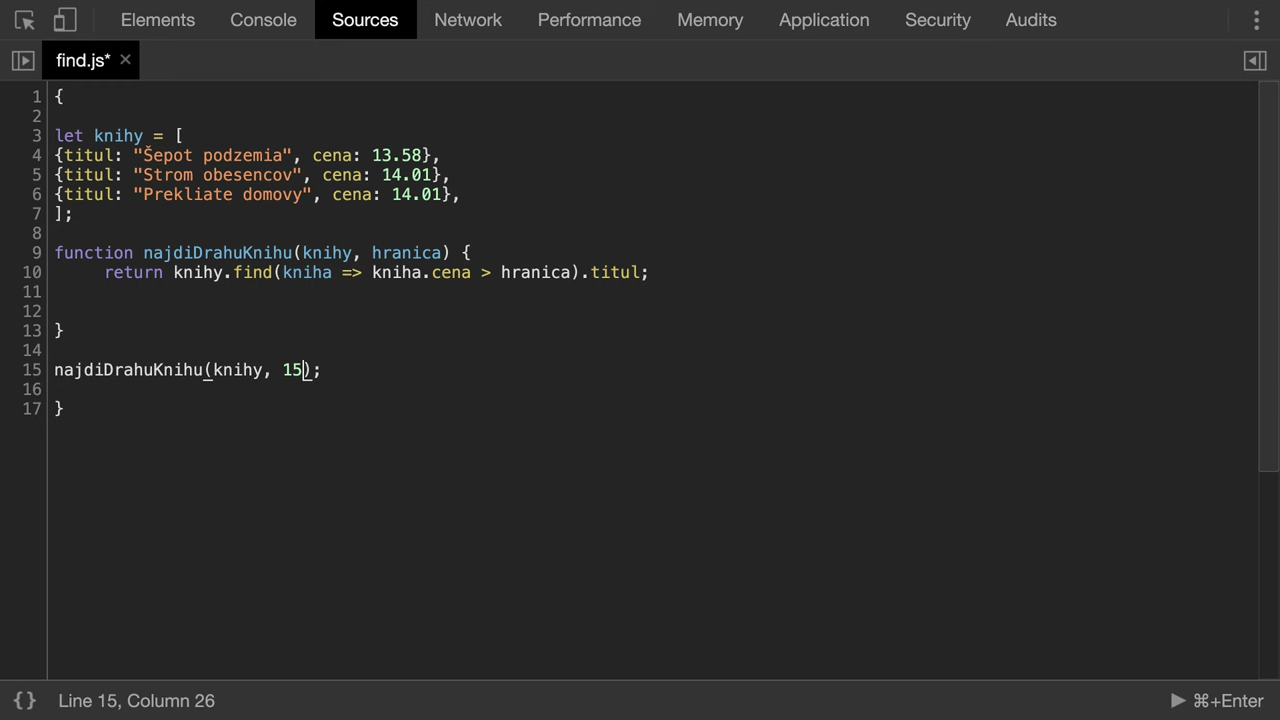 Elements Console Sources Network Performance Memory Application Security Audits
find.js* ×
1 {
2
3 let knihy = [
4 {titul: "Šepot podzemia", cena: 13.58},
5 {titul: "Strom obesencov", cena: 14.01},
6 {titul: "Prekliate domovy", cena: 14.01},
7 ];
8
9 function najdiDrahuKnihu(knihy, hranica) {
10 return knihy.find(kniha => kniha.cena > hranica).titul;
11
12
13 }
14
15 najdiDrahuKnihu(knihy, 15);
16
17 }
{} Line 15, Column 26 ⌘+Enter